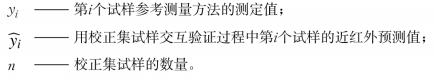 yᵢ —— 第i个试样参考测量方法的测定值；
ŷᵢ —— 用校正集试样交互验证过程中第i个试样的近红外预测值；
n —— 校正集试样的数量。